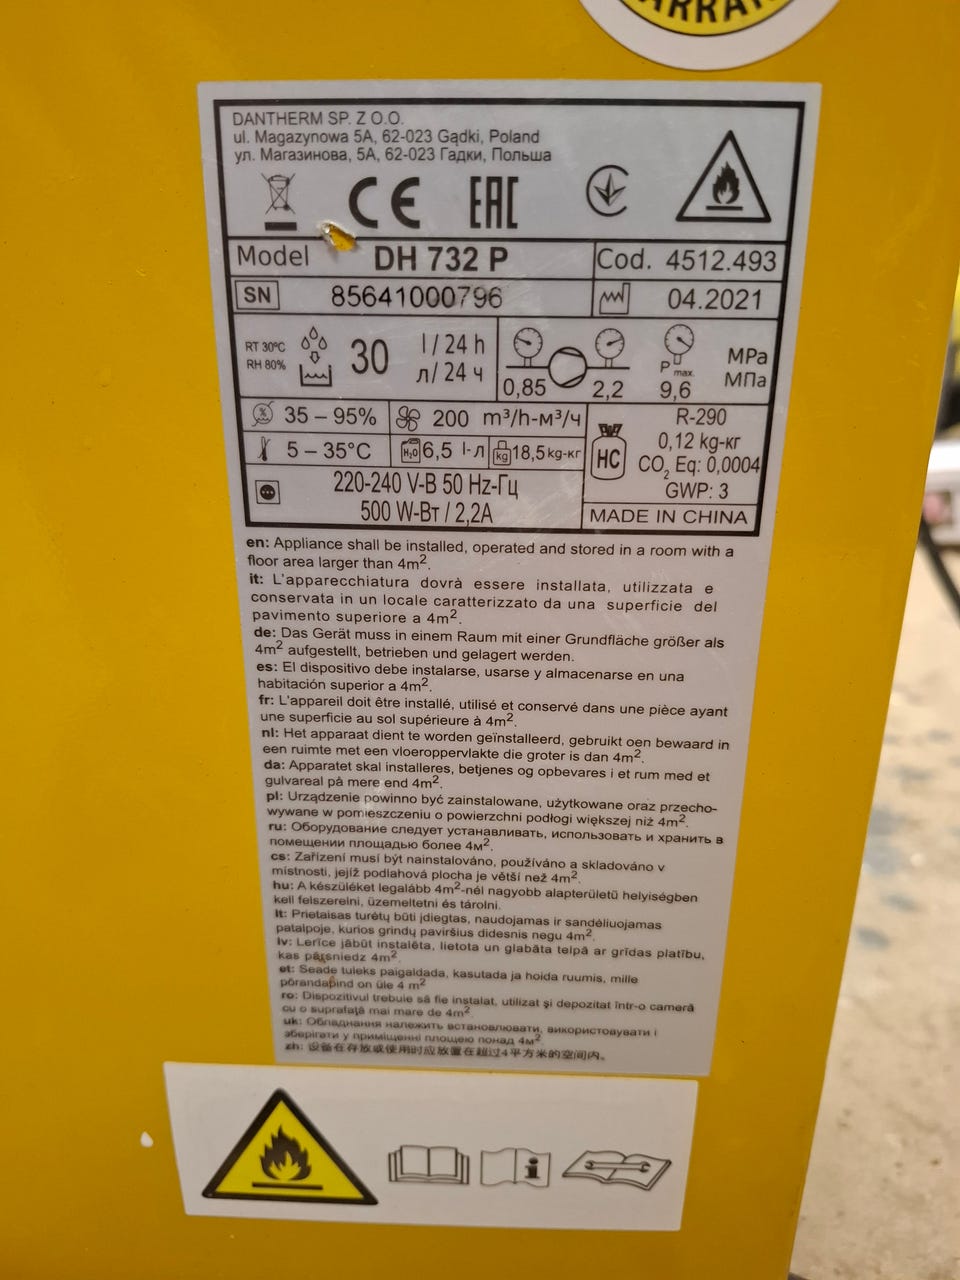 DANTHERM SP. Z O.O.
ul. Magazynowa 5A, 62-023 Gądki, Poland
ул. Магазинова, 5A, 62-023 Гадки, Польша
CE EAC
Model DH 732 P Cod. 4512.493
SN 85641000796 04.2021
RT 30°C
RH 80%
30 l / 24 h
л/ 24 ч
0,85 2,2 P max. 9,6 MPa
МПа
35 – 95% 200 m³/h-м³/ч
5 – 35°C H₂O 6,5 l-л kg 18,5 kg-кг
HC
R-290
0,12 kg-кг
CO₂ Eq: 0,0004
GWP: 3
220-240 V-В 50 Hz-Гц
500 W-Вт / 2,2A
MADE IN CHINA
en: Appliance shall be installed, operated and stored in a room with a
floor area larger than 4m².
it: L'apparecchiatura dovrà essere installata, utilizzata e
conservata in un locale caratterizzato da una superficie del
pavimento superiore a 4m².
de: Das Gerät muss in einem Raum mit einer Grundfläche größer als
4m² aufgestellt, betrieben und gelagert werden.
es: El dispositivo debe instalarse, usarse y almacenarse en una
habitación superior a 4m².
fr: L'appareil doit être installé, utilisé et conservé dans une pièce ayant
une superficie au sol supérieure à 4m².
nl: Het apparaat dient te worden geïnstalleerd, gebruikt oen bewaard in
een ruimte met een vloeroppervlakte die groter is dan 4m².
da: Apparatet skal installeres, betjenes og opbevares i et rum med et
gulvareal på mere end 4m².
pl: Urządzenie powinno być zainstalowane, użytkowane oraz przecho-
wywane w pomieszczeniu o powierzchni podłogi większej niż 4m².
ru: Оборудование следует устанавливать, использовать и хранить в
помещении площадью более 4м².
cs: Zařízení musí být nainstalováno, používáno a skladováno v
místnosti, jejíž podlahová plocha je větší než 4m².
hu: A készüléket legalább 4m²-nél nagyobb alapterületű helyiségben
kell felszerelni, üzemeltetni és tárolni.
lt: Prietaisas turėtų būti įdiegtas, naudojamas ir sandėliuojamas
patalpoje, kurios grindų paviršius didesnis negu 4m².
lv: Lerīce jābūt instalēta, lietota un glabāta telpā ar grīdas platību,
kas pārsniedz 4m².
et: Seade tuleks paigaldada, kasutada ja hoida ruumis, mille
põrandapind on üle 4 m²
ro: Dispozitivul trebuie să fie instalat, utilizat şi depozitat într-o cameră
cu o suprafaţă mai mare de 4m².
uk: Обладнання належить встановлювати, використовувати і
зберігати у приміщенні площею понад 4м².
zh: 设备在存放或使用时应放置在超过4平方米的空间内。